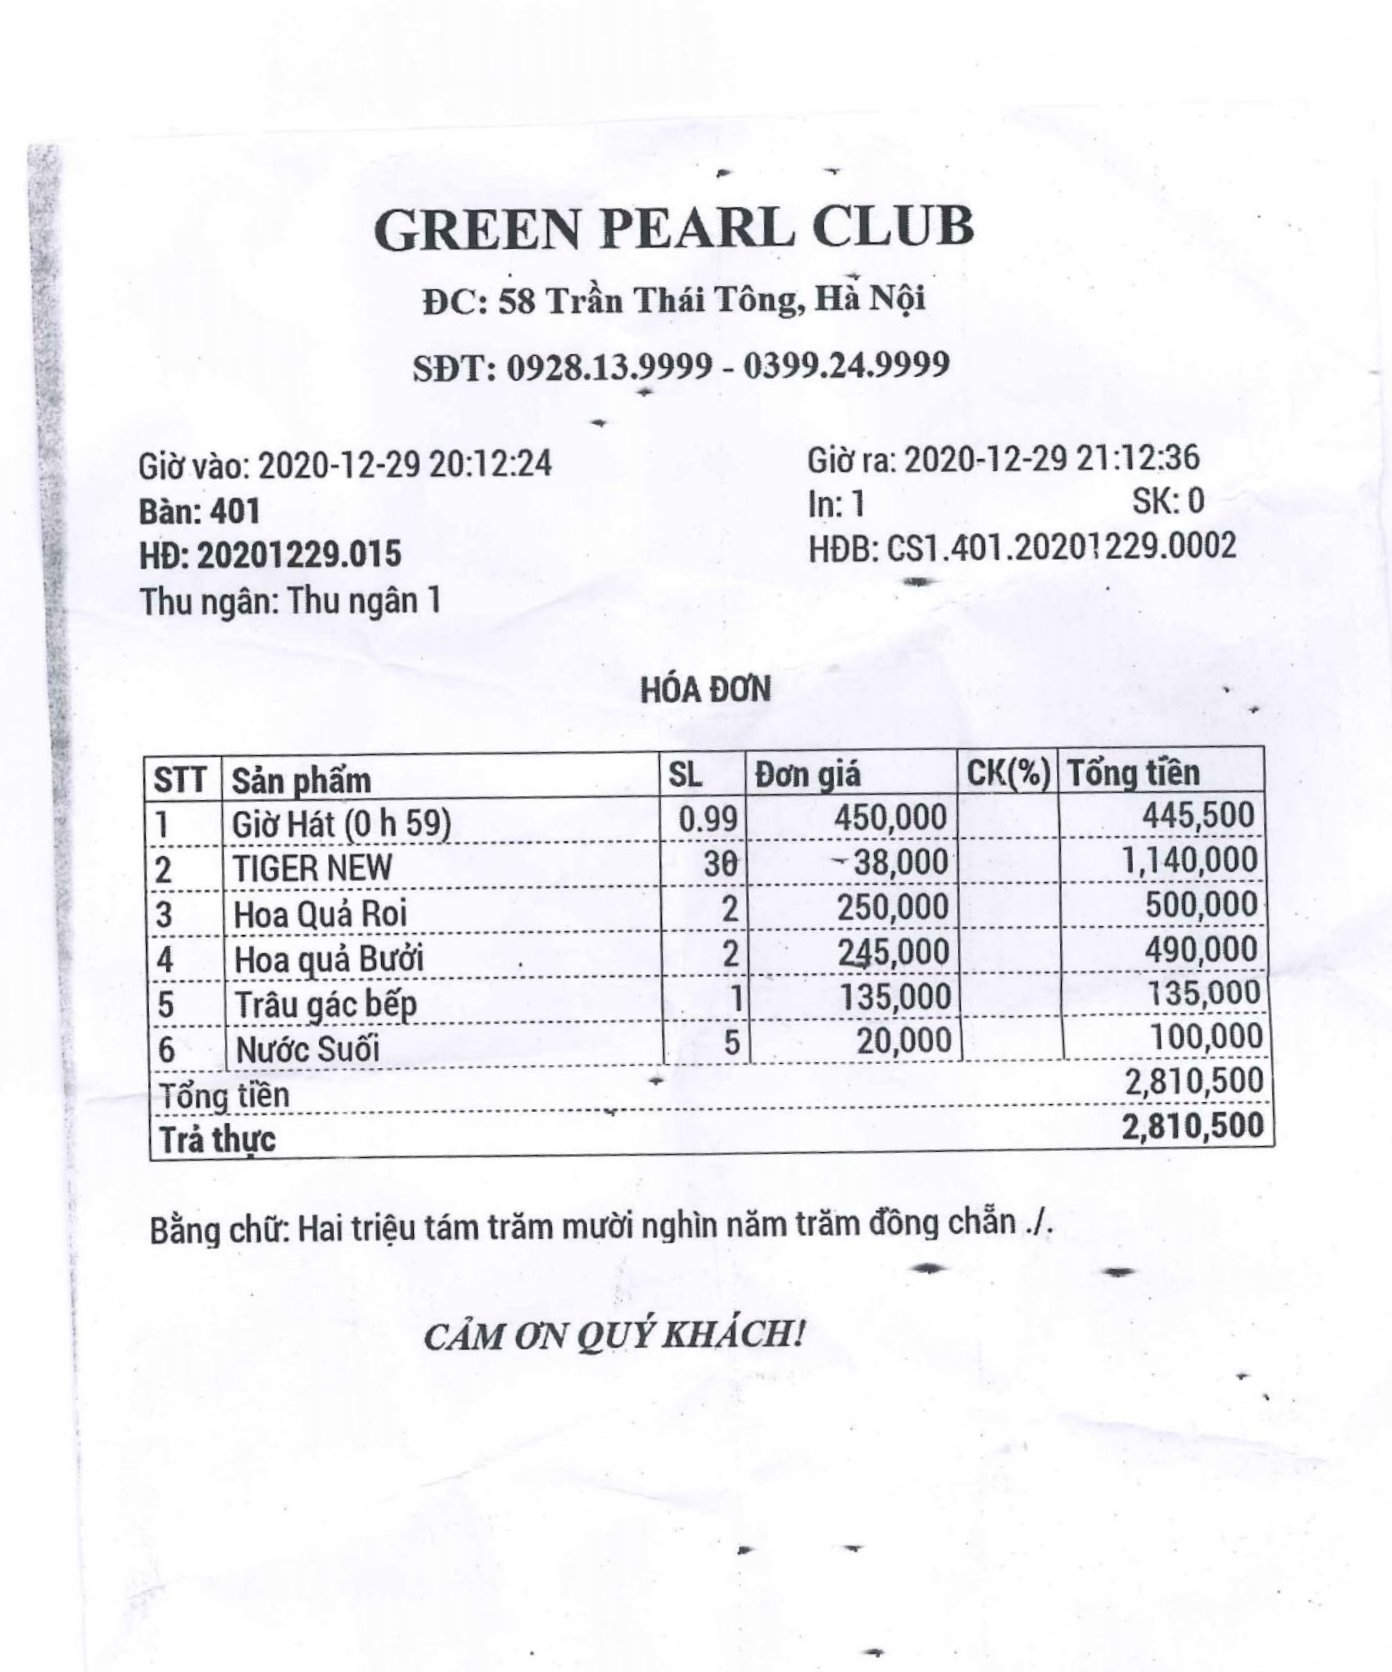 GREEN PEARL CLUB
ĐC: 58 Trần Thái Tông, Hà Nội
SĐT: 0928.13.9999 - 0399.24.9999
Giờ vào: 2020-12-29 20:12:24 Giờ ra: 2020-12-29 21:12:36
Bàn: 401 In: 1 SK: 0
HĐ: 20201229.015 HĐB: CS1.401.20201229.0002
Thu ngân: Thu ngân 1
HÓA ĐƠN
STT Sản phẩm SL Đơn giá CK(%) Tổng tiền
1 Giờ Hát (0 h 59) 0.99 450,000 445,500
2 TIGER NEW 30 38,000 1,140,000
3 Hoa Quả Roi 2 250,000 500,000
4 Hoa quả Bưởi 2 245,000 490,000
5 Trâu gác bếp 1 135,000 135,000
6 Nước Suối 5 20,000 100,000
Tổng tiền 2,810,500
Trả thực 2,810,500
Bằng chữ: Hai triệu tám trăm mười nghìn năm trăm đồng chẵn ./.
CẢM ƠN QUÝ KHÁCH!